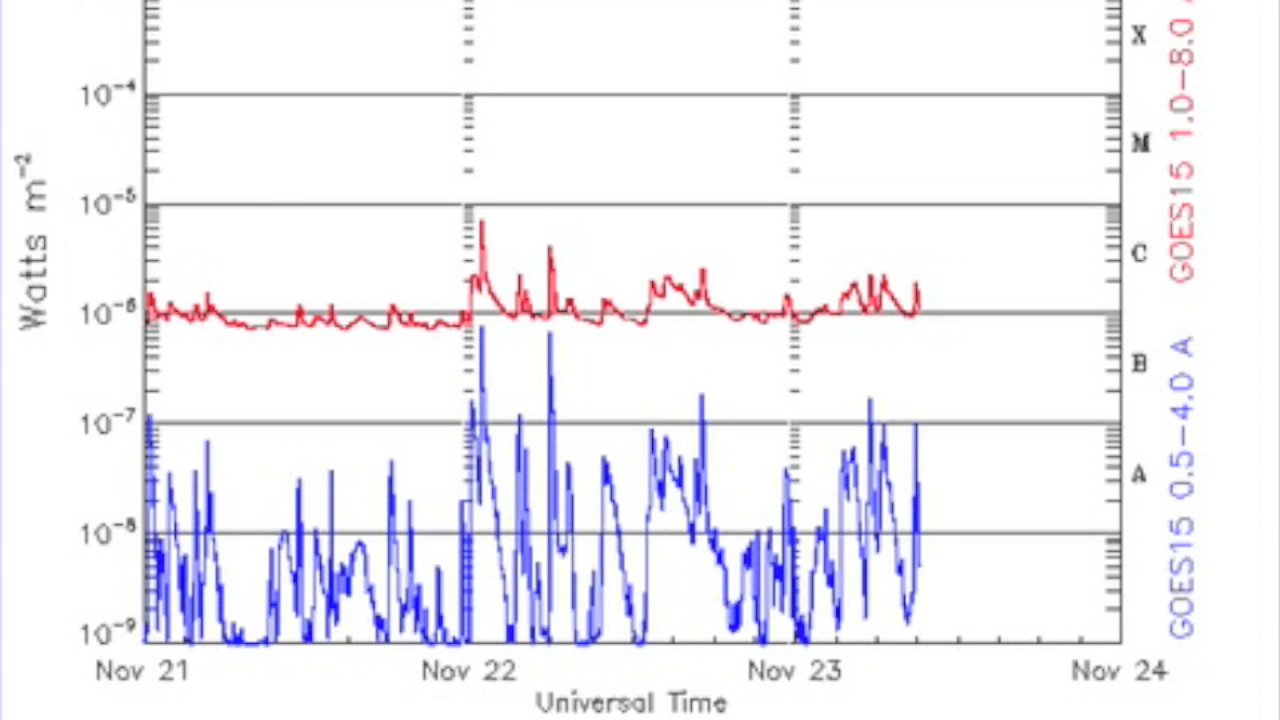 X
10⁻⁴
M
10⁻⁵
C
10⁻⁶
B
10⁻⁷
A
10⁻⁸
10⁻⁹
Watts m⁻²
GOES15 1.0-8.0
GOES15 0.5-4.0 A
Nov 21 Nov 22 Nov 23 Nov 24
Universal Time